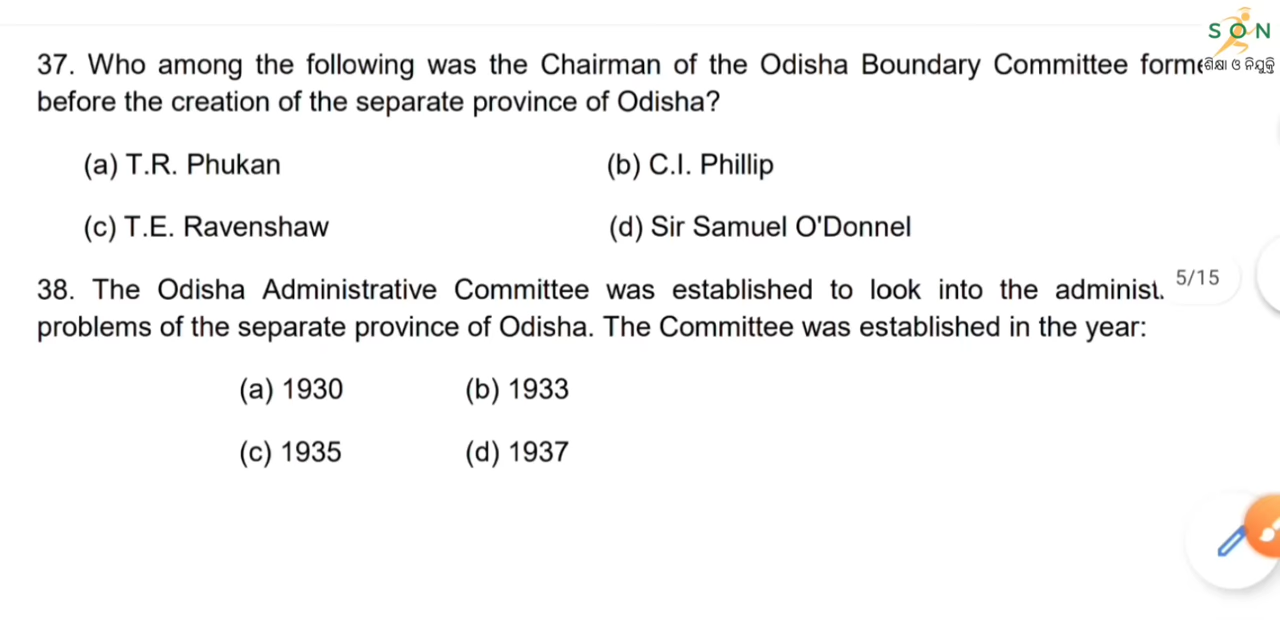 SON
ଶିକ୍ଷା ଓ ନିଯୁକ୍ତି
37. Who among the following was the Chairman of the Odisha Boundary Committee forme
before the creation of the separate province of Odisha?
(a) T.R. Phukan (b) C.I. Phillip
(c) T.E. Ravenshaw (d) Sir Samuel O'Donnel
5/15
38. The Odisha Administrative Committee was established to look into the administ.
problems of the separate province of Odisha. The Committee was established in the year:
(a) 1930 (b) 1933
(c) 1935 (d) 1937